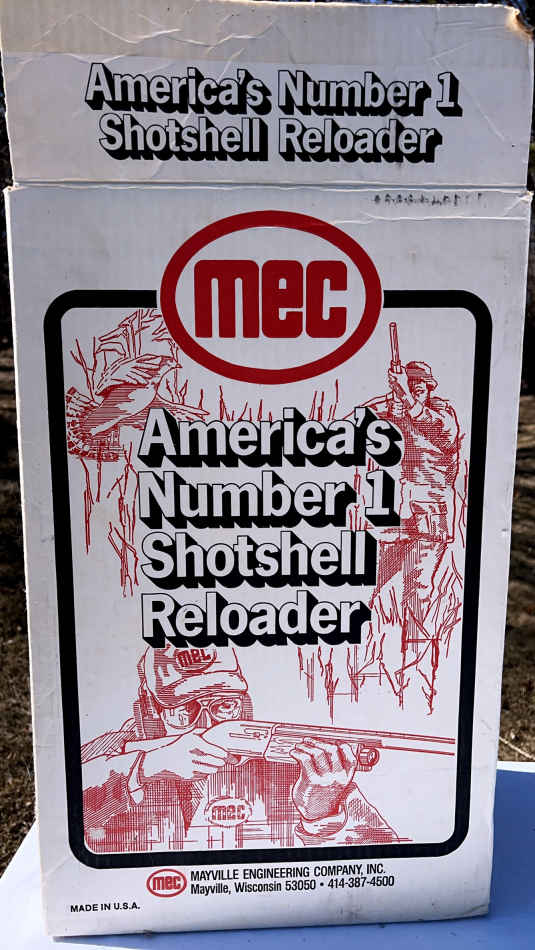 America's Number 1
Shotshell Reloader
mec
America's
Number 1
Shotshell
Reloader
mec
mec
mec MAYVILLE ENGINEERING COMPANY, INC.
Mayville, Wisconsin 53050 • 414-387-4500
MADE IN U.S.A.